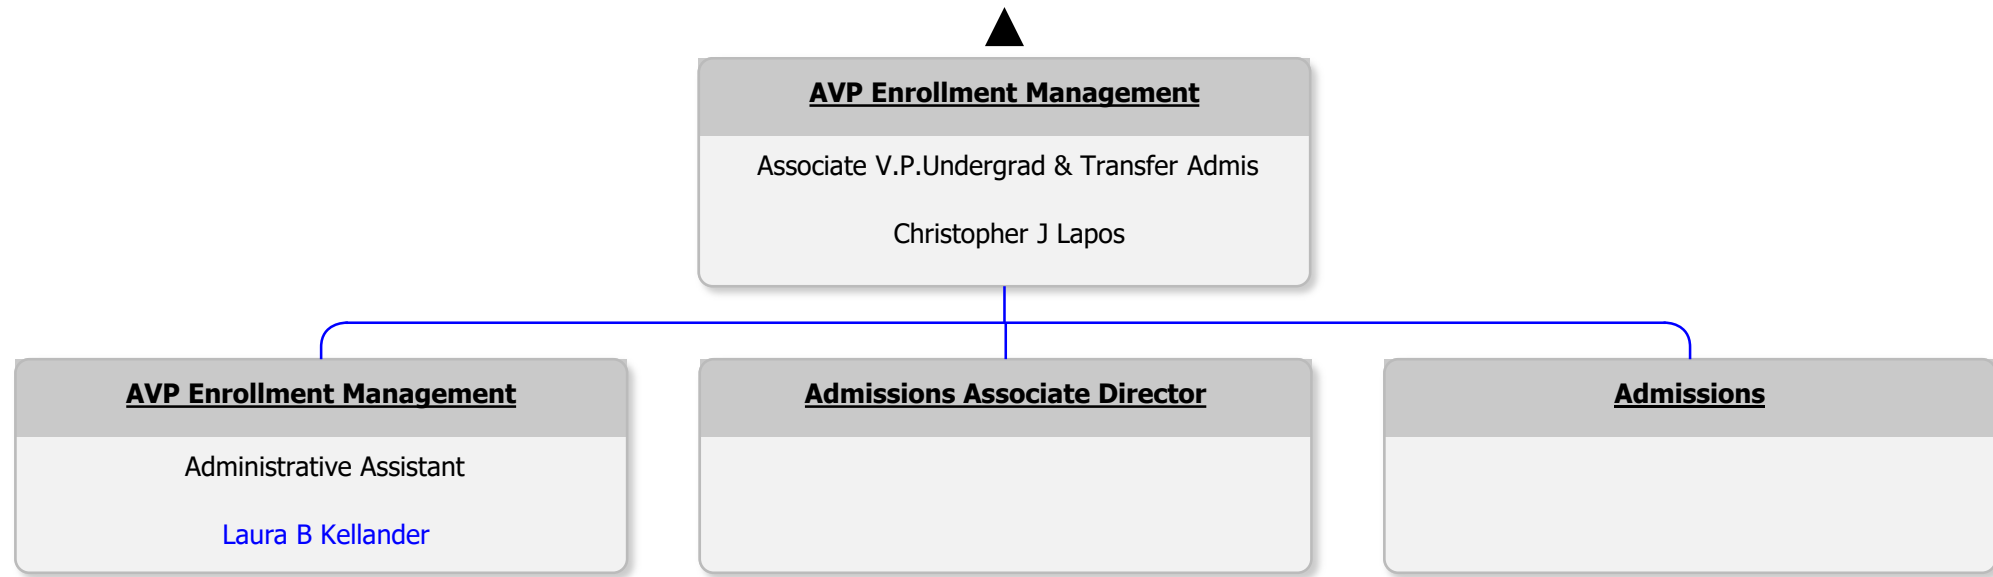 AVP Enrollment Management
Associate V.P.Undergrad & Transfer Admis
Christopher J Lapos
AVP Enrollment Management
Administrative Assistant
Laura B Kellander
Admissions Associate Director
Admissions